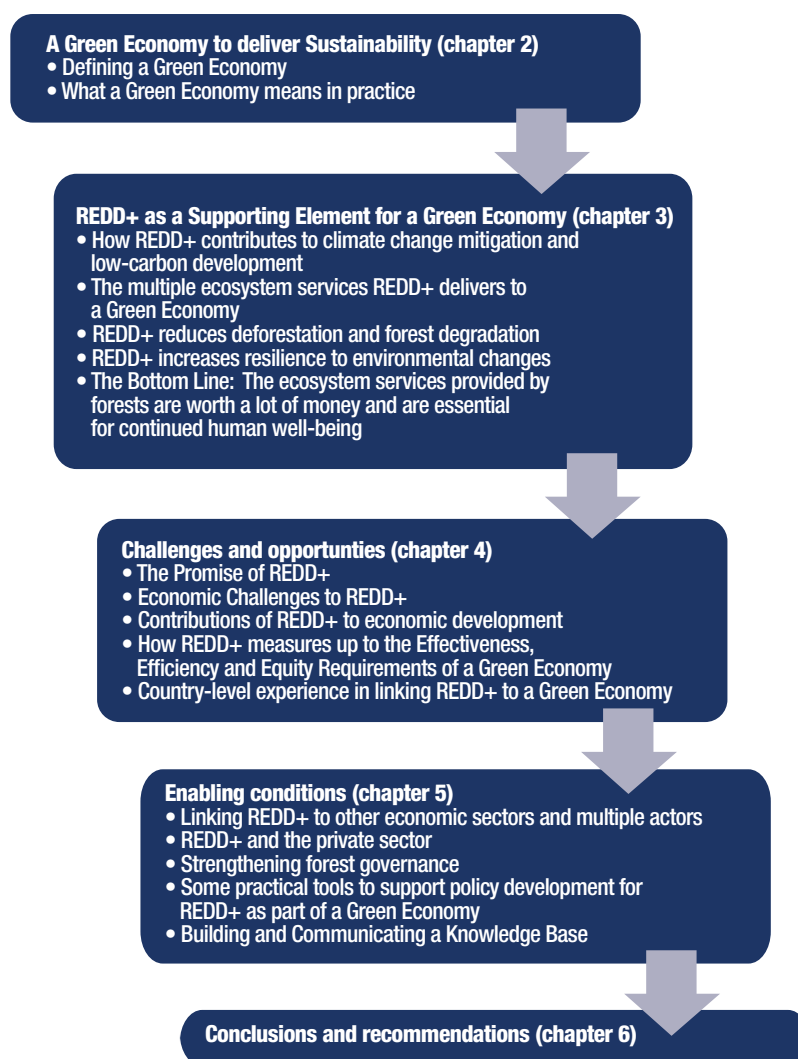 A Green Economy to deliver Sustainability (chapter 2)
• Defining a Green Economy
• What a Green Economy means in practice
REDD+ as a Supporting Element for a Green Economy (chapter 3)
• How REDD+ contributes to climate change mitigation and
low-carbon development
• The multiple ecosystem services REDD+ delivers to
a Green Economy
• REDD+ reduces deforestation and forest degradation
• REDD+ increases resilience to environmental changes
• The Bottom Line: The ecosystem services provided by
forests are worth a lot of money and are essential
for continued human well-being
Challenges and opportunties (chapter 4)
• The Promise of REDD+
• Economic Challenges to REDD+
• Contributions of REDD+ to economic development
• How REDD+ measures up to the Effectiveness,
Efficiency and Equity Requirements of a Green Economy
• Country-level experience in linking REDD+ to a Green Economy
Enabling conditions (chapter 5)
• Linking REDD+ to other economic sectors and multiple actors
• REDD+ and the private sector
• Strengthening forest governance
• Some practical tools to support policy development for
REDD+ as part of a Green Economy
• Building and Communicating a Knowledge Base
Conclusions and recommendations (chapter 6)